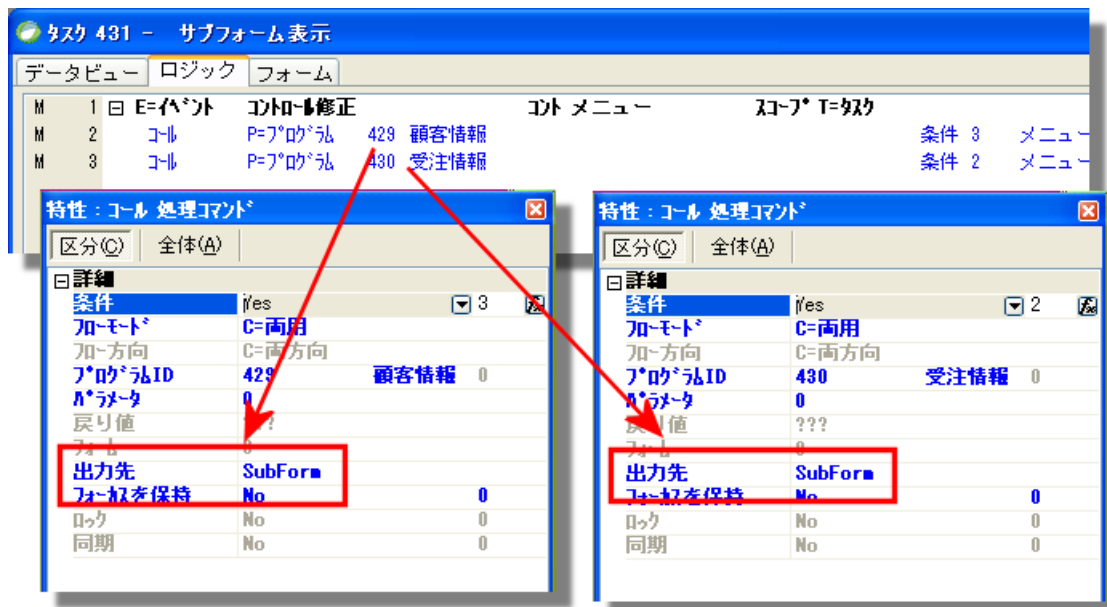 タスク 431 - サブフォーム表示
データビュー ロジック フォーム
M 1 E=イベント コントロール修正 コント メニュー スコープ T=タスク
M 2 コール P=プログラム 429 顧客情報 条件 3 メニュー
M 3 コール P=プログラム 430 受注情報 条件 2 メニュー
特性:コール 処理コマンド
区分(C) 全体(A)
詳細
条件 Yes 3
フローモード C=両用
フロー方向 C=両方向
プログラムID 429 顧客情報 0
パラメータ 0
戻り値 ???
フォーム 0
出力先 SubForm
フォーカスを保持 No 0
ロック No 0
同期 No 0
特性:コール 処理コマンド
区分(C) 全体(A)
詳細
条件 Yes 2
フローモード C=両用
フロー方向 C=両方向
プログラムID 430 受注情報 0
パラメータ 0
戻り値 ???
フォーム 0
出力先 SubForm
フォーカスを保持 No 0
ロック No 0
同期 No 0